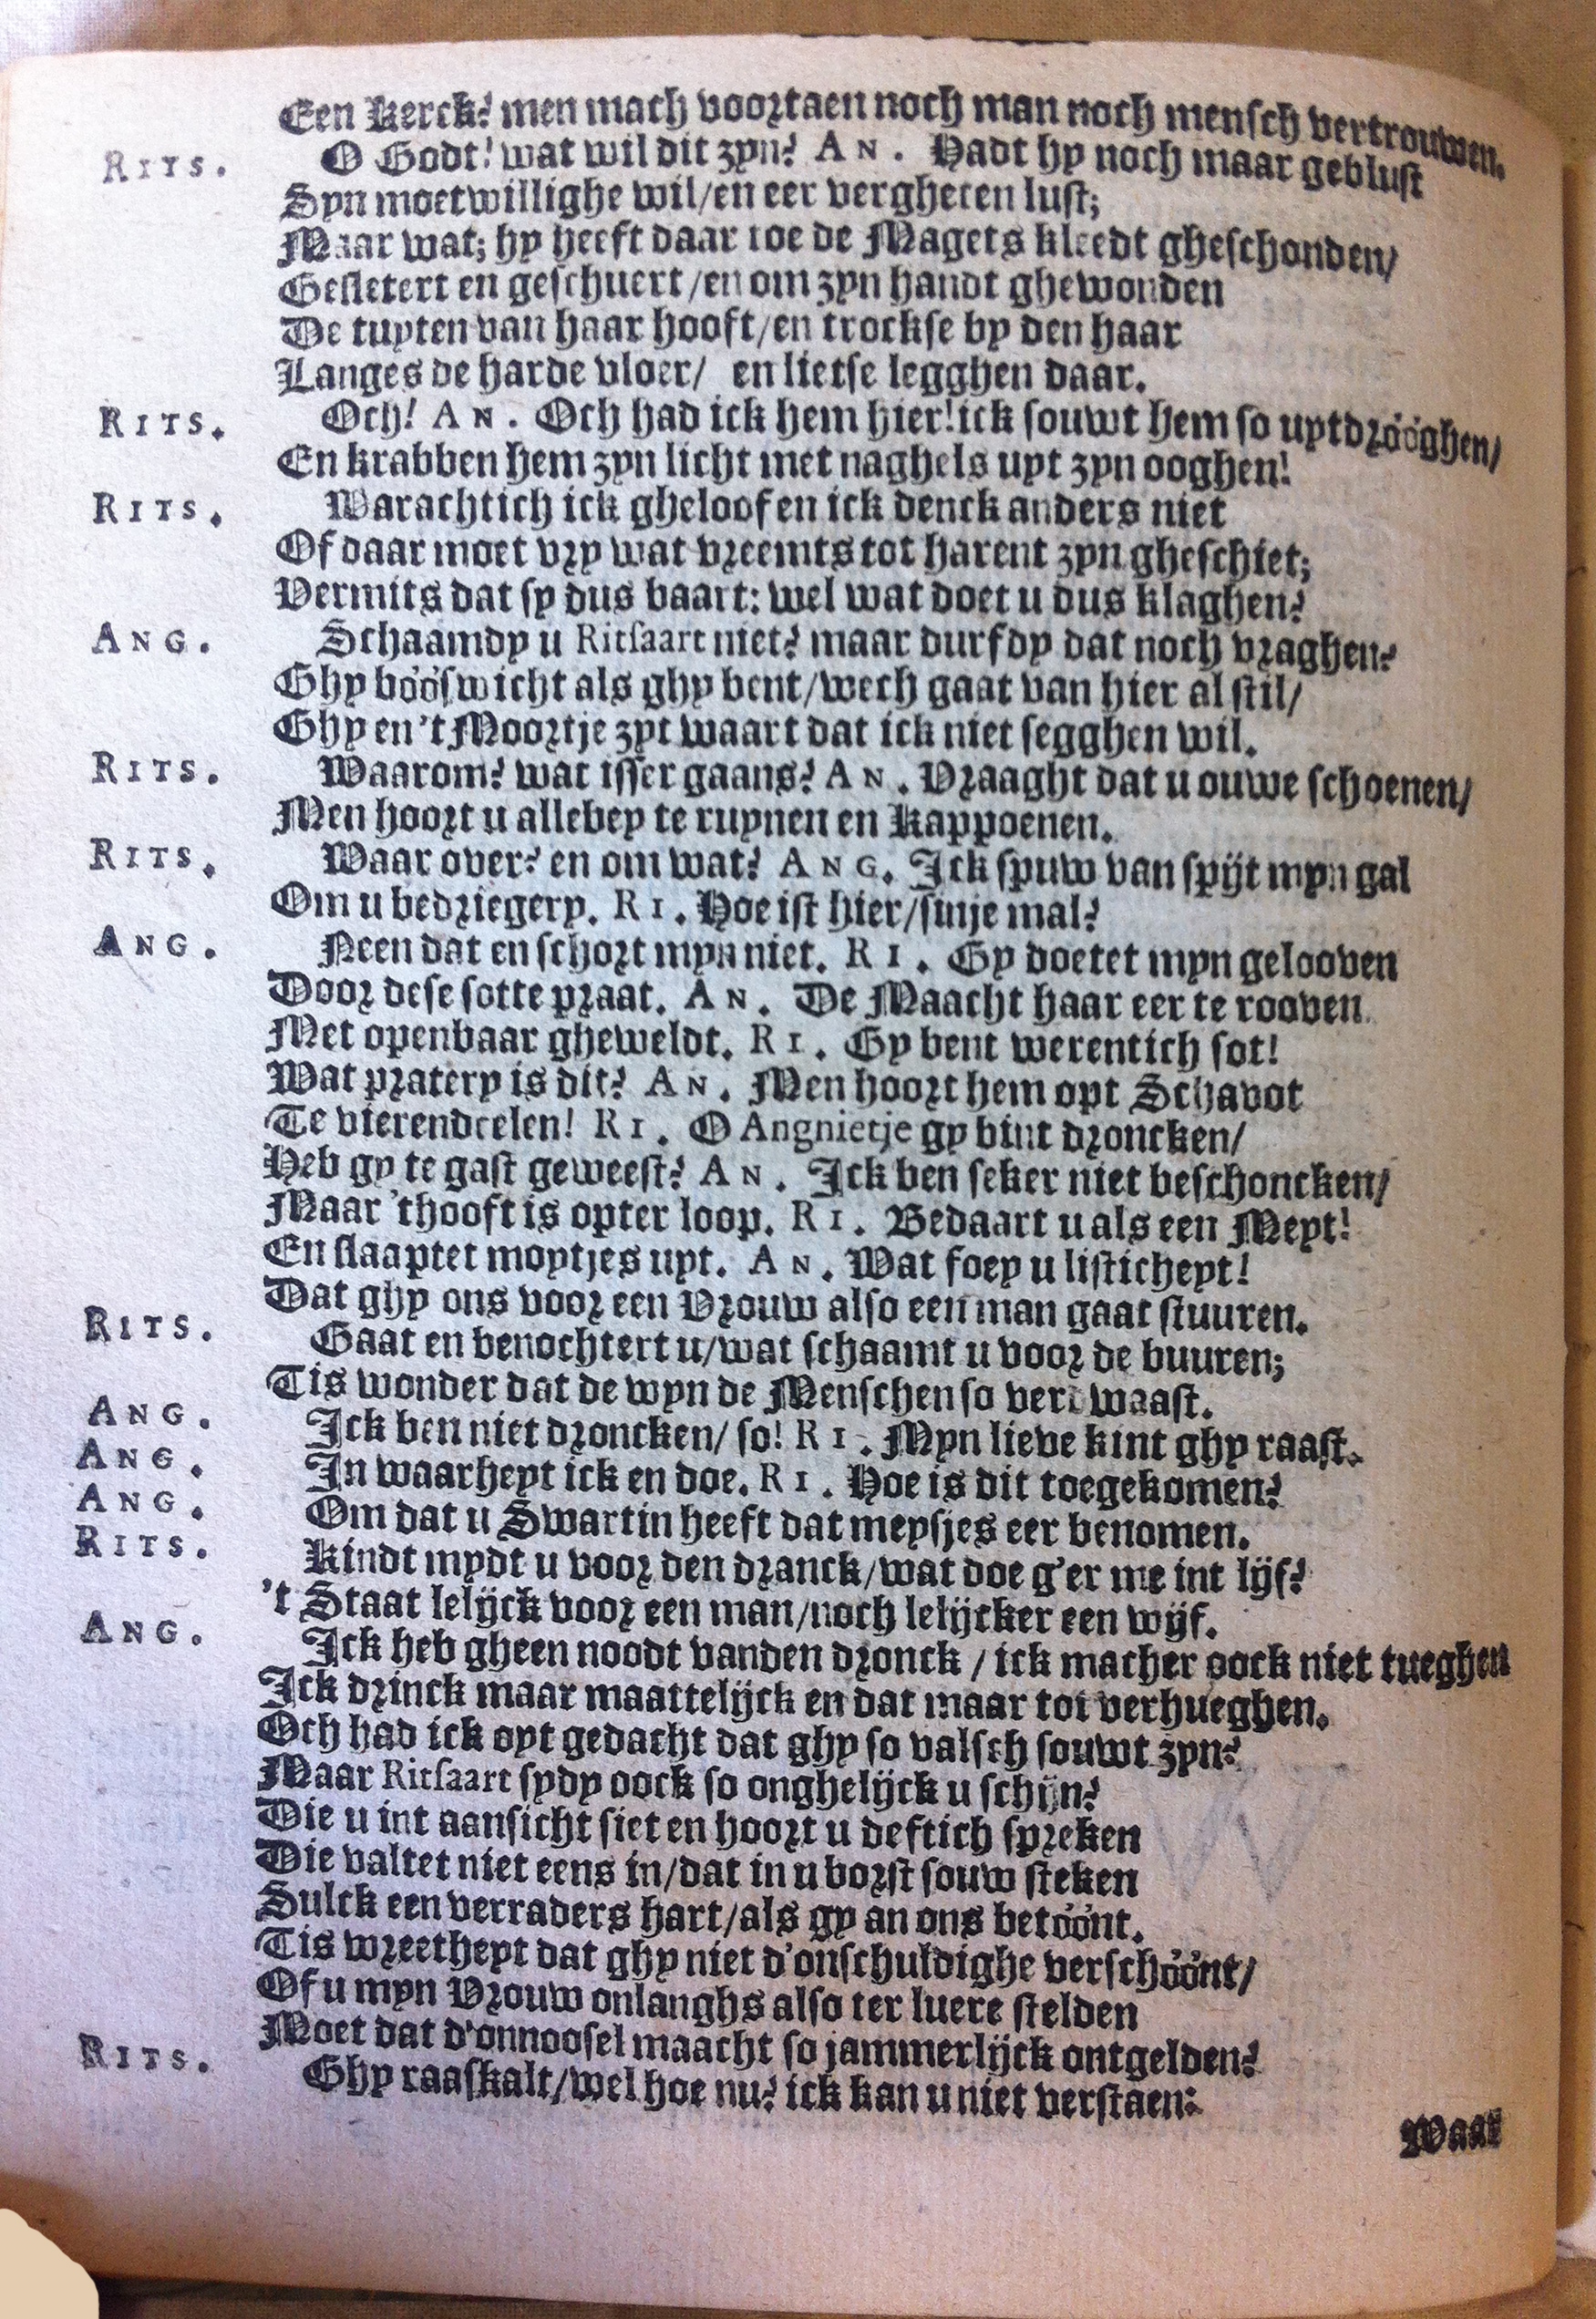 Een Kerck? men mach voortaen noch man noch mensch vertrouwen.
RITS. O Godt! wat wil dit zyn? AN. Hadt hy noch maar geblust
Syn moetwillighe wil/en eer vergheten lust;
Maar wat; hy heeft daar toe de Magets kleedt gheschonden/
Gesletert en geschuert/en om zyn handt ghewonden
De tuyten van haar hooft/en trockse by den haar
Langes de harde vloer/ en lietse legghen daar.
RITS. Och! AN. Och had ick hem hier! ick souwt hem so uytdrööghen/
En krabben hem zyn licht met naghels uyt zyn ooghen!
RITS. Warachtich ick gheloof en ick denck anders niet
Of daar moet vry wat vreemts tot harent zyn gheschiet;
Vermits dat sy dus baart: wel wat doet u dus klaghen?
ANG. Schaamdy u Ritsaart niet? maar durfdy dat noch vraghen?
Ghy bööswicht als ghy bent/wech gaat van hier al stil/
Ghy en 't Moortje zyt waart dat ick niet segghen wil.
RITS. Waarom? wat isser gaans? AN. Vraaght dat u ouwe schoenen/
Men hoort u allebey te ruynen en kappoenen.
RITS. Waar over? en om wat? ANG. Ick spuw van spijt myn gal
Om u bedriegery. RI. Hoe ist hier/sinje mal?
ANG. Neen dat en schort myn niet. RI. Gy doetet myn gelooven
Door dese sotte praat. AN. De Maacht haar eer te rooven
Met openbaar gheweldt. RI. Gy bent werentich sot!
Wat pratery is dit? AN. Men hoort hem opt Schavot
Te vierendeelen! RI. O Angnietje gy bint droncken/
Heb gy te gast geweest? AN. Ick ben seker niet beschoncken/
Maar 'thooft is opter loop. RI. Bedaart u als een Meyt!
En slaaptet moytjes uyt. AN. Wat foey u listicheyt!
Dat ghy ons voor een Vrouw also een man gaat stuuren.
RITS. Gaat en benochtert u/wat schaamt u voor de buuren;
Tis wonder dat de wyn de Menschen so verdwaast.
ANG. Ick ben niet droncken/ so! RI. Myn lieve kint ghy raast.
ANG. In waarheyt ick en doe. RI. Hoe is dit toegekomen?
ANG. Om dat u Swartin heeft dat meysjes eer benomen.
RITS. Kindt mydt u voor den dranck/wat doe g'er me int lijf?
't Staat lelijck voor een man/noch lelijcker een wijf.
ANG. Ick heb gheen noodt vanden dronck/ick macher oock niet tueghen
Ick drinck maar maattelijck en dat maar tot verhueghen.
Och had ick oyt gedacht dat ghy so valsch souwt zyn?
Maar Ritsaart sydy oock so onghelijck u schijn?
Die u int aansicht siet en hoort u deftich spreken
Die valtet niet eens in/dat in u borst souw steken
Sulck een verraders hart/als gy an ons betöönt.
Tis wreetheyt dat ghy niet d'onschuldighe verschöönt/
Of u myn Vrouw onlanghs also ter luere stelden
Moet dat d'onnoosel maacht so jammerlijck ontgelden?
RITS. Ghy raaskalt/wel hoe nu? ick kan u niet verstaen:
Waar